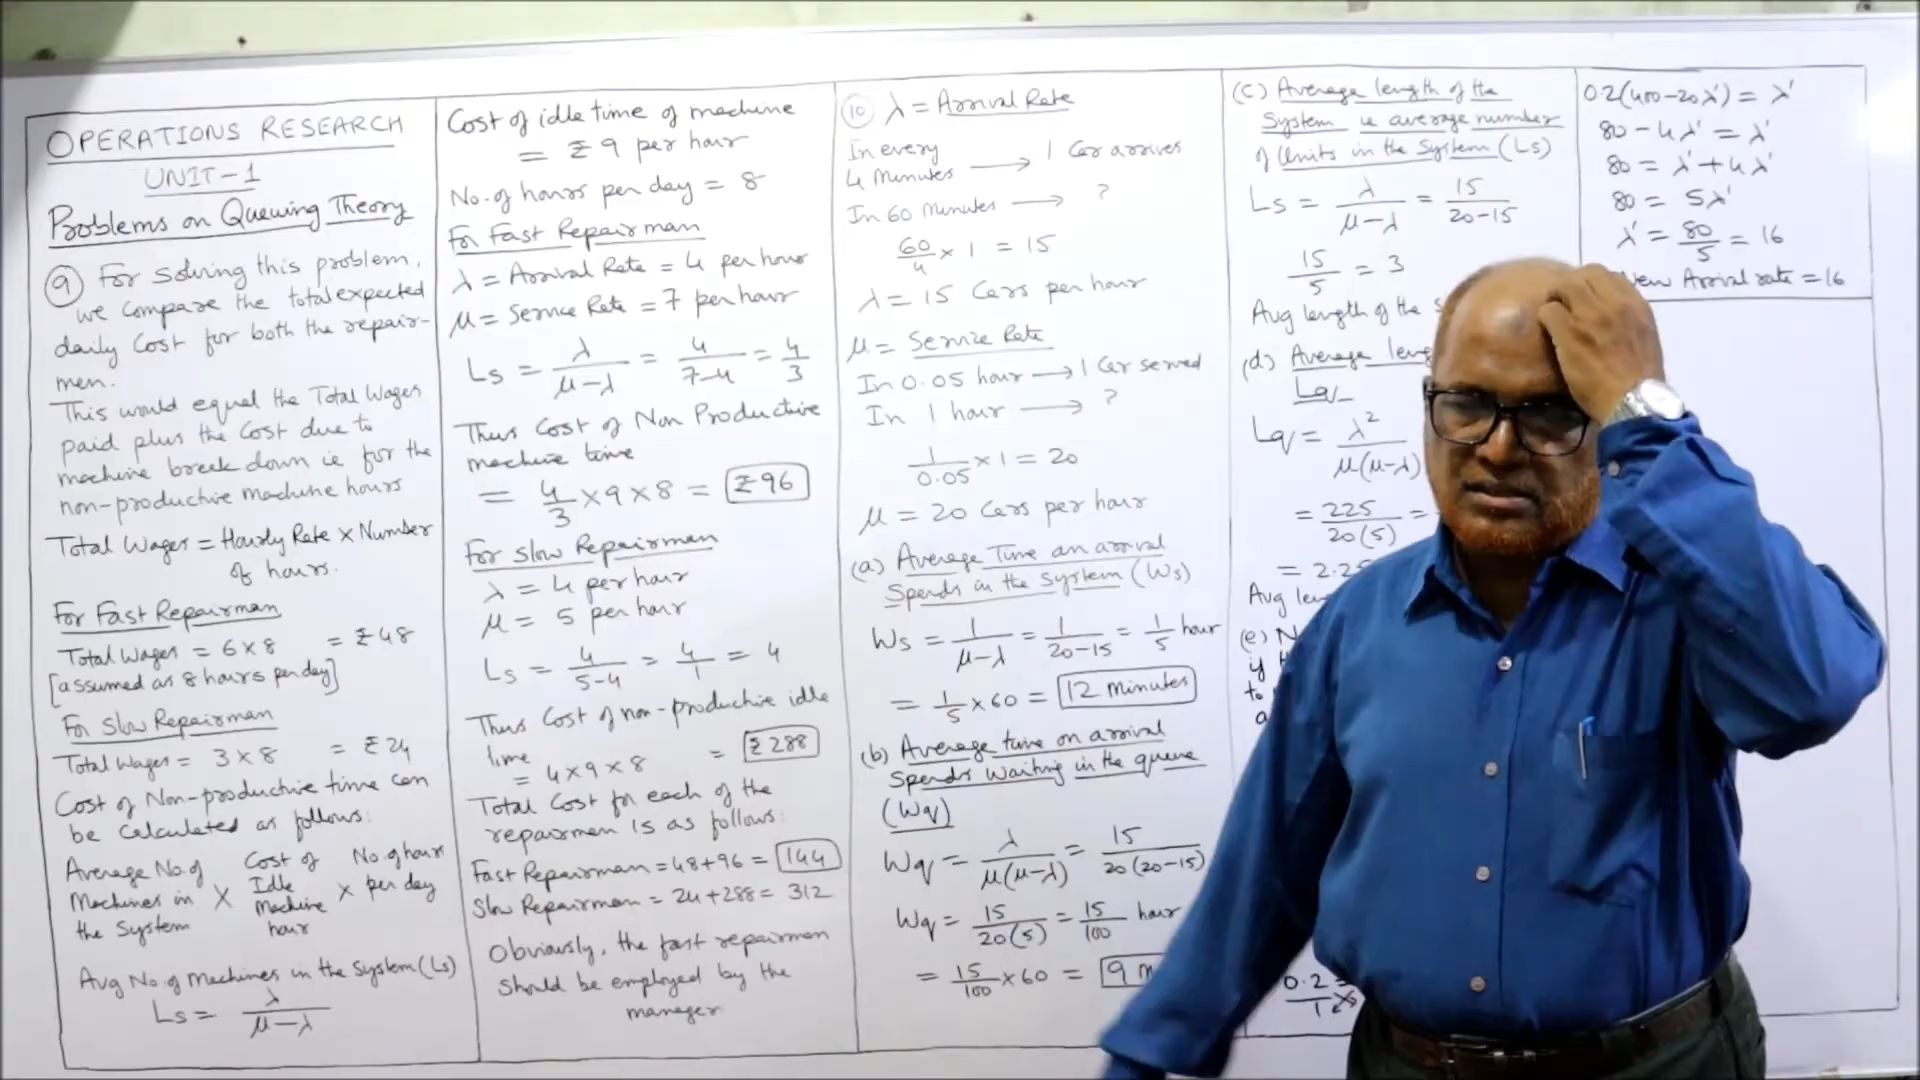 OPERATIONS RESEARCH
UNIT-1
Problems on Queuing Theory
9 For solving this problem,
we compare the total expected
daily cost for both the repair-
men.
This would equal the Total Wages
paid plus the cost due to
machine break down ie for the
non-productive machine hours
Total Wages = Hourly Rate × Number
of hours.
For Fast Repairman
Total Wages = 6×8 = ₹48
[assumed as 8 hours per day]
For Slow Repairman
Total Wages = 3×8 = ₹24
Cost of Non-productive time can
be calculated as follows:
Average No. of Machines in the System × Cost of Idle Machine hour × No. of hours per day
Avg No. of Machines in the System (Ls)
Ls = λ/(μ-λ)
Cost of idle time of machine
= ₹9 per hour
No. of hours per day = 8
For Fast Repairman
λ = Arrival Rate = 4 per hour
μ = Service Rate = 7 per hour
Ls = λ/(μ-λ) = 4/(7-4) = 4/3
Thus Cost of Non Productive
machine time
= 4/3 × 9 × 8 = ₹96
For Slow Repairman
λ = 4 per hour
μ = 5 per hour
Ls = 4/(5-4) = 4/1 = 4
Thus Cost of non-productive idle
time
= 4×9×8 = ₹288
Total Cost for each of the
repairmen is as follows:
Fast Repairman = 48+96 = 144
Slow Repairman = 24+288 = 312
Obviously, the fast repairman
should be employed by the
manager
10 λ = Arrival Rate
In every
4 Minutes → 1 Car arrives
In 60 Minutes → ?
60/4 × 1 = 15
λ = 15 Cars per hour
μ = Service Rate
In 0.05 hour → 1 Car served
In 1 hour → ?
1/0.05 × 1 = 20
μ = 20 Cars per hour
(a) Average Time an arrival
Spends in the System (Ws)
Ws = 1/(μ-λ) = 1/(20-15) = 1/5 hour
= 1/5 × 60 = 12 minutes
(b) Average time an arrival
Spends waiting in the queue
(Wq)
Wq = λ/(μ(μ-λ)) = 15/(20(20-15))
Wq = 15/(20(5)) = 15/100 hour
= 15/100 × 60 = 9
(c) Average length of the
System ie average number
of Units in the System (Ls)
Ls = λ/(μ-λ) = 15/(20-15)
15/5 = 3
Avg length of the
(d) Average
Lq
Lq = λ²/(μ(μ-λ))
= 225/(20(5)) =
= 2.25
Avg
(e)
if
to
0.2
0.2(400-20λ') = λ'
80-4λ' = λ'
80 = λ'+4λ'
80 = 5λ'
λ' = 80/5 = 16
New Arrival rate = 16